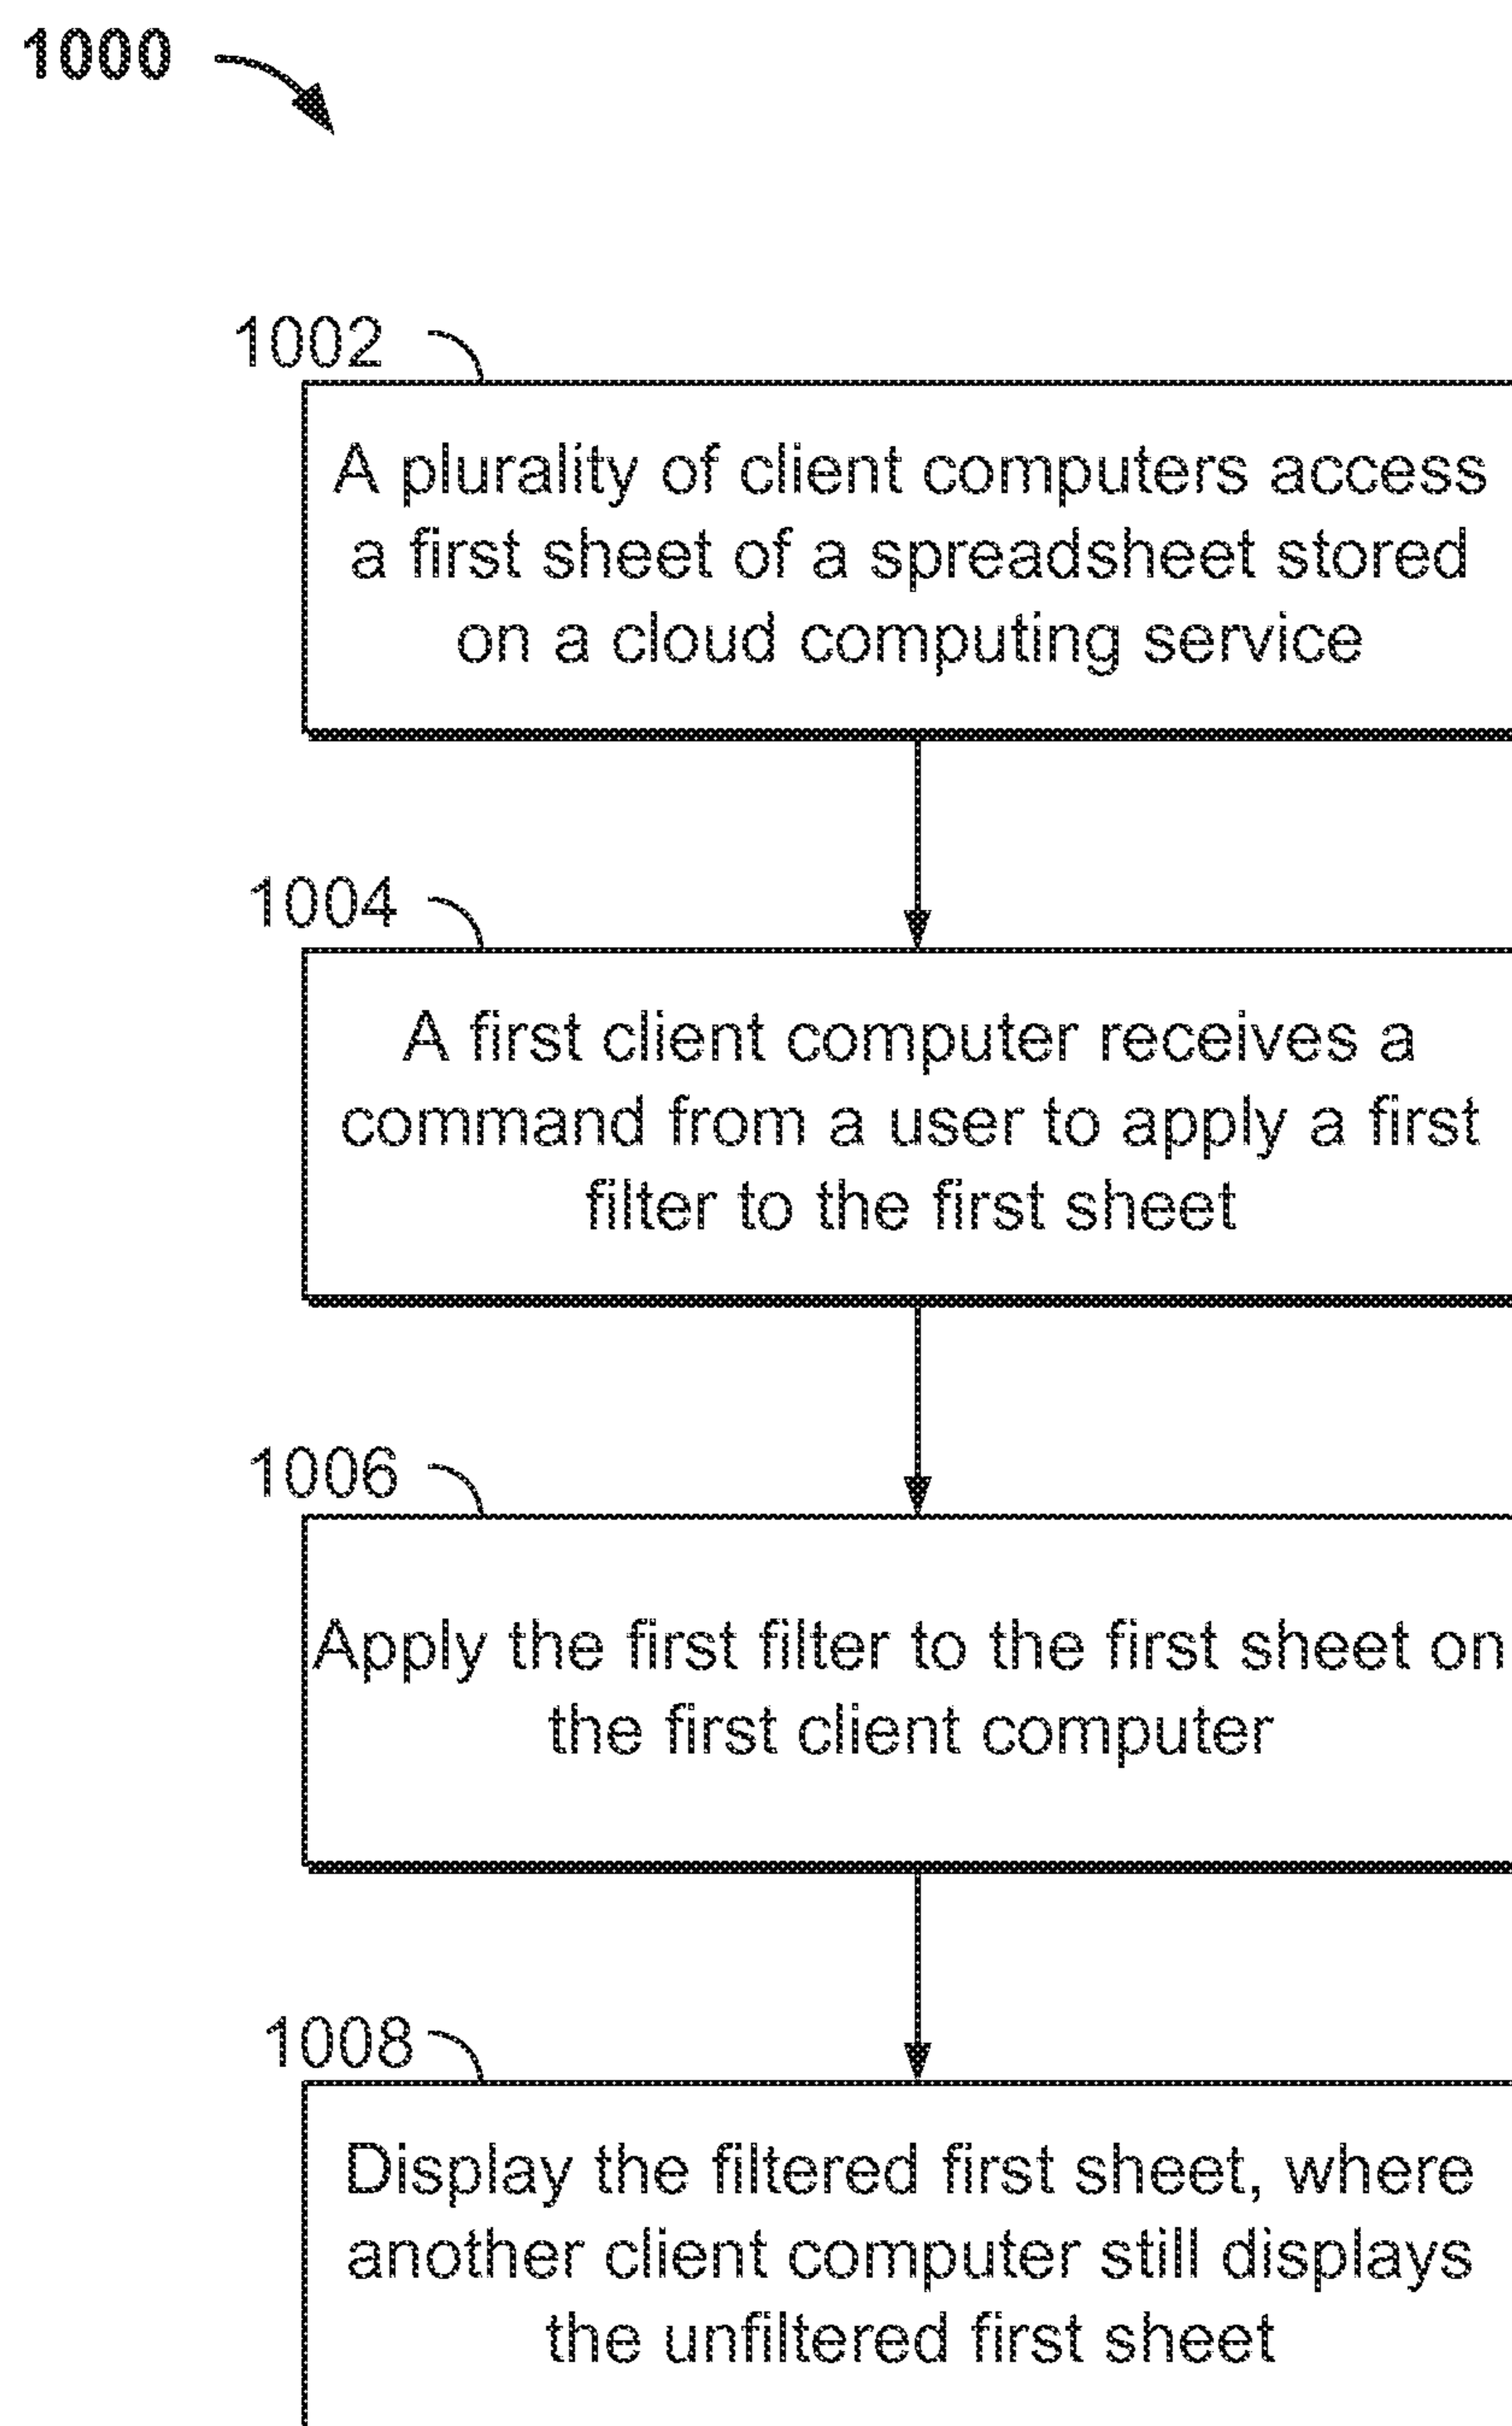 1000
1002
A plurality of client computers access
a first sheet of a spreadsheet stored
on a cloud computing service
1004
A first client computer receives a
command from a user to apply a first
filter to the first sheet
1006
Apply the first filter to the first sheet on
the first client computer
1008
Display the filtered first sheet, where
another client computer still displays
the unfiltered first sheet